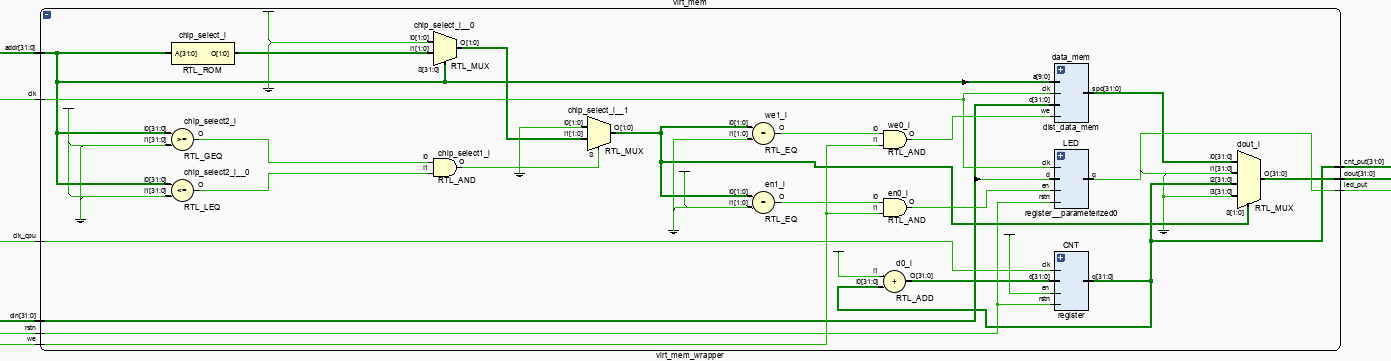 virt_mem
addr[31:0]
clk
clk_cpu
din[31:0]
rstn
we
chip_select_i
A[31:0] O[1:0]
RTL_ROM
chip_select_i__0
I0[1:0]
I1[1:0]
O[1:0]
S[31:0]
RTL_MUX
chip_select2_i
I0[31:0]
I1[31:0]
>=
O
RTL_GEQ
chip_select2_i__0
I0[31:0]
I1[31:0]
<=
O
RTL_LEQ
chip_select1_i
I0
I1
O
RTL_AND
chip_select_i__1
I0[1:0]
I1[1:0]
O[1:0]
S
RTL_MUX
we1_i
I0[1:0]
I1[1:0]
=
O
RTL_EQ
we0_i
I0
I1
O
RTL_AND
en1_i
I0[1:0]
I1[1:0]
=
O
RTL_EQ
en0_i
I0
I1
O
RTL_AND
d0_i
I1
I0[31:0]
+
O[31:0]
RTL_ADD
data_mem
a[9:0]
clk
d[31:0]
we
spo[31:0]
dist_data_mem
LED
clk
d
en
rstn
q
register__parameterized0
CNT
clk
d[31:0]
en
rstn
q[31:0]
register
dout_i
I0[31:0]
I1[31:0]
I2[31:0]
I3[31:0]
O[31:0]
S[1:0]
RTL_MUX
cnt_out[31:0]
dout[31:0]
led_out
virt_mem_wrapper